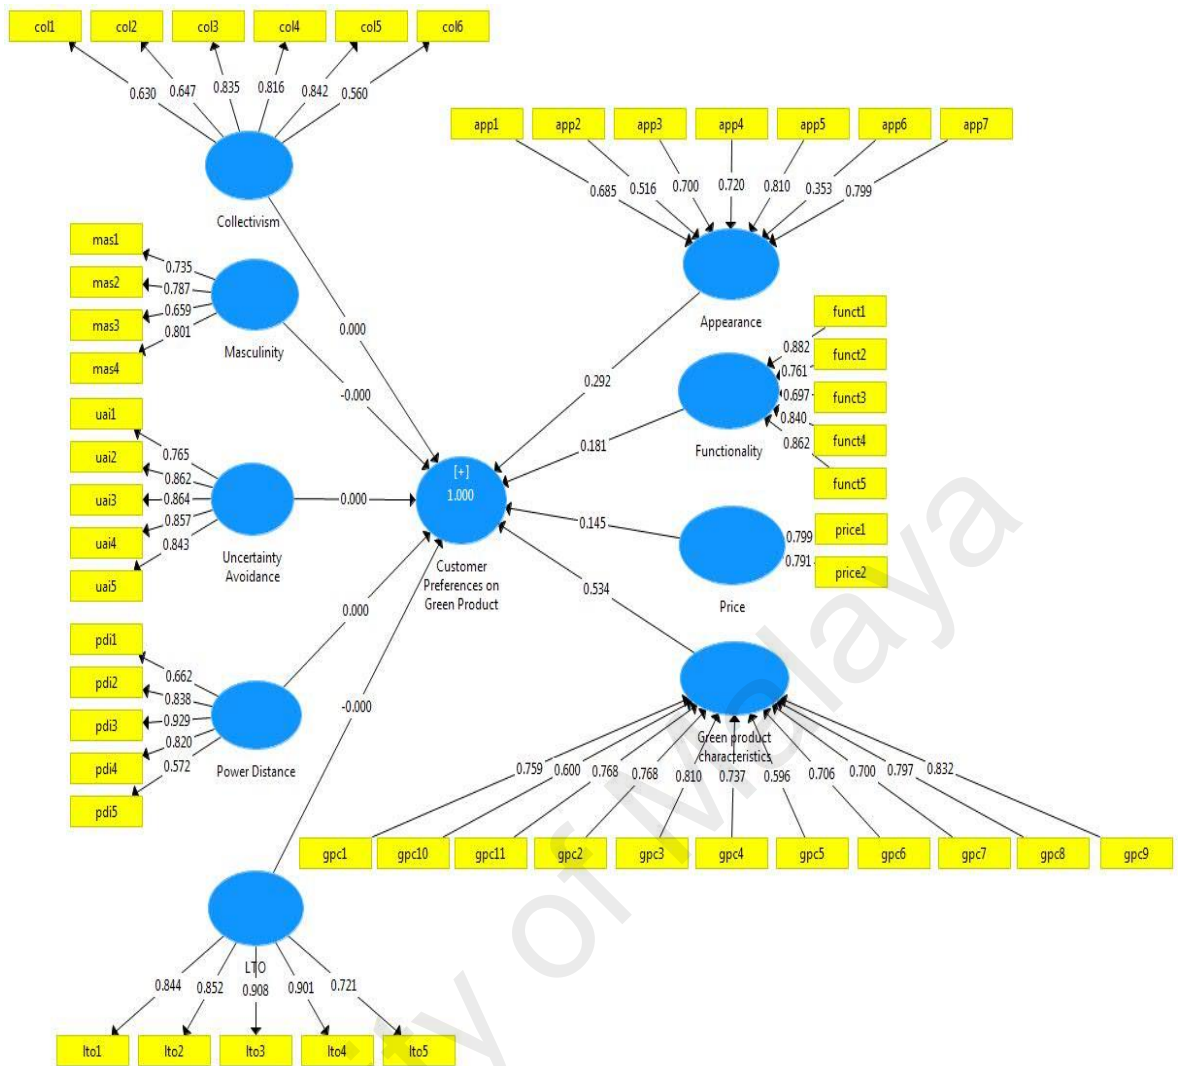 col1 col2 col3 col4 col5 col6
0.630 0.647 0.835 0.816 0.842 0.560
Collectivism
app1 app2 app3 app4 app5 app6 app7
0.685 0.516 0.700 0.720 0.810 0.353 0.799
Appearance
mas1
mas2
mas3
mas4
0.735
0.787
0.659
0.801
Masculinity
0.000
-0.000
0.292
funct1
funct2
funct3
funct4
funct5
0.882
0.761
0.697
0.840
0.862
Functionality
0.181
uai1
uai2
uai3
uai4
uai5
0.765
0.862
0.864
0.857
0.843
Uncertainty
Avoidance
0.000
[+]
1.000
Customer
Preferences on
Green Product
0.145
price1
price2
0.799
0.791
Price
0.534
pdi1
pdi2
pdi3
pdi4
pdi5
0.662
0.838
0.929
0.820
0.572
Power Distance
0.000
-0.000
Green product
characteristics
0.759 0.600 0.768 0.768 0.810 0.737 0.596 0.706 0.700 0.797 0.832
gpc1 gpc10 gpc11 gpc2 gpc3 gpc4 gpc5 gpc6 gpc7 gpc8 gpc9
LTO
0.844 0.852 0.908 0.901 0.721
lto1 lto2 lto3 lto4 lto5
ity of Malaya